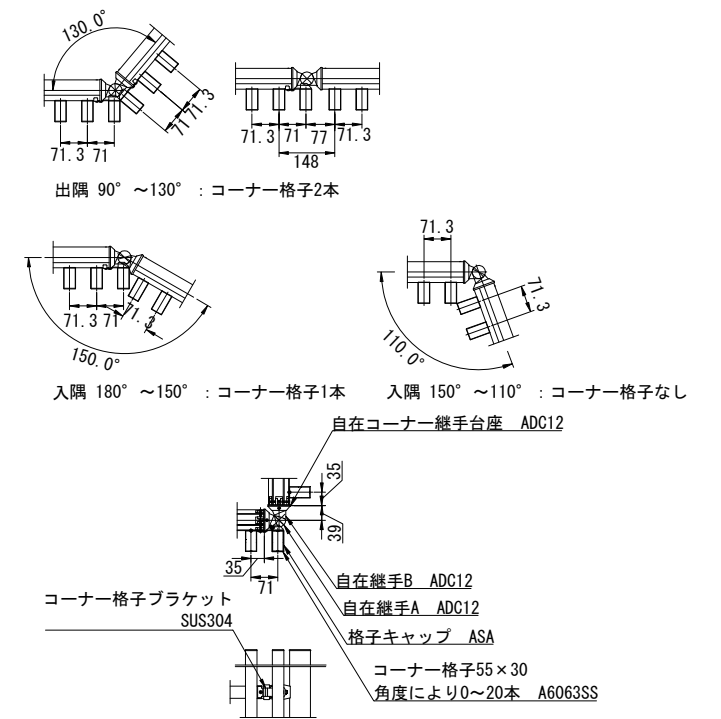 130.0°
71.3
71
71.3 71
71.3 71 77 71.3
148
出隅 90° ～130° ：コーナー格子2本
71.3 71
71.3
150.0°
入隅 180° ～150° ：コーナー格子1本
71.3
71.3
110.0°
入隅 150° ～110° ：コーナー格子なし
自在コーナー継手台座 ADC12
35
39
35
71
自在継手B ADC12
自在継手A ADC12
格子キャップ ASA
コーナー格子ブラケット
SUS304
コーナー格子55×30
角度により0～20本 A6063SS